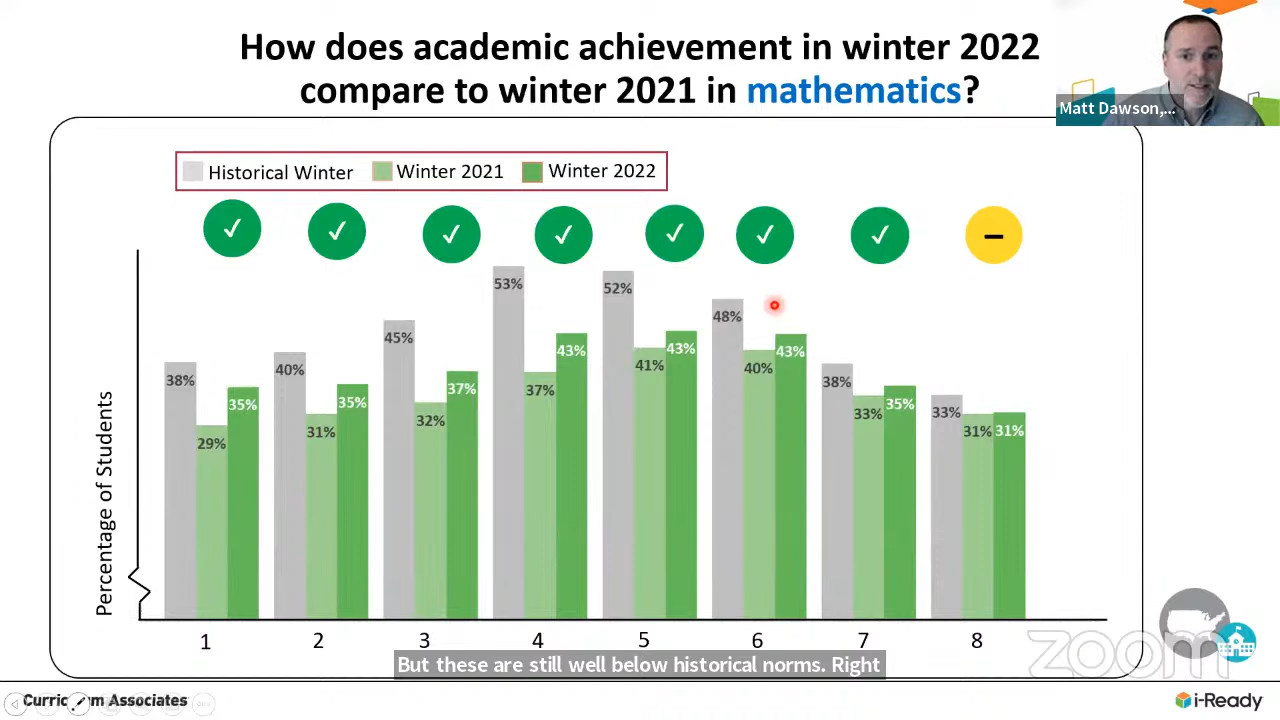 How does academic achievement in winter 2022
compare to winter 2021 in mathematics?
Matt Dawson,...
Historical Winter Winter 2021 Winter 2022
53%
52%
48%
45%
43% 43% 43%
41%
40% 40%
38% 38%
37% 37%
35% 35% 35%
33% 33%
32%
31% 31% 31%
29%
Percentage of Students
1 2 3 4 5 6 7 8
But these are still well below historical norms. Right
zoom
Curriculum Associates
i-Ready